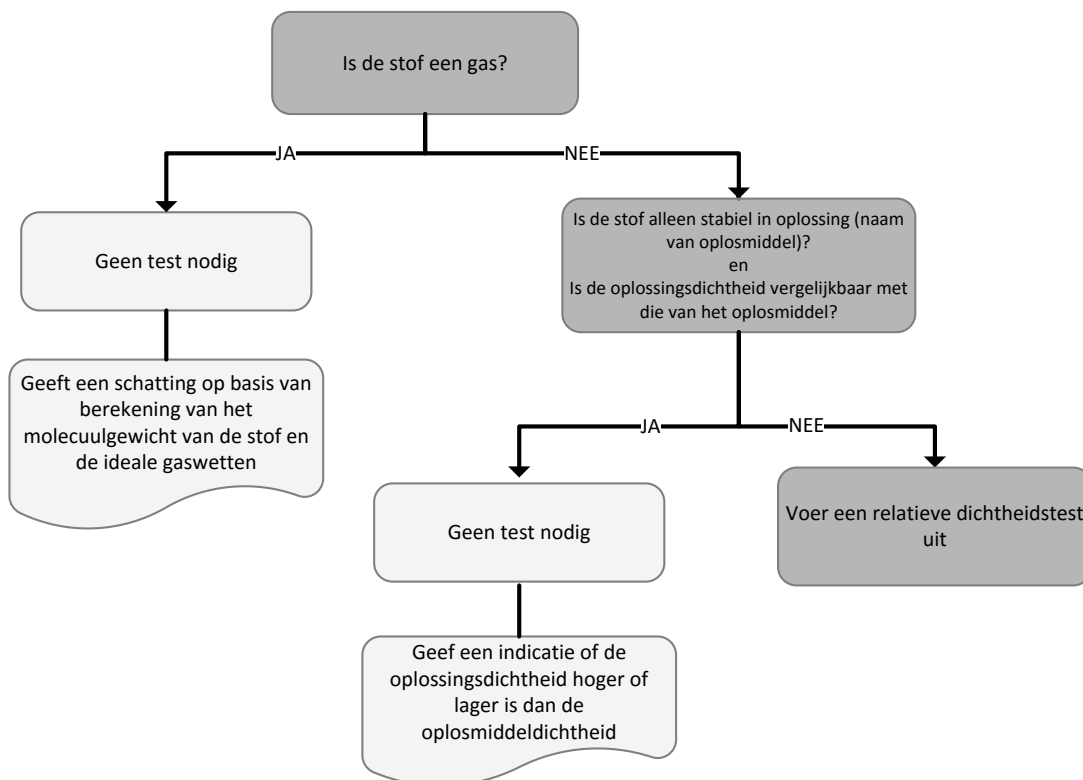 Is de stof een gas?
JA
NEE
Geen test nodig
Is de stof alleen stabiel in oplossing (naam
van oplosmiddel)?
en
Is de oplossingsdichtheid vergelijkbaar met
die van het oplosmiddel?
Geeft een schatting op basis van
berekening van het
molecuulgewicht van de stof en
de ideale gaswetten
JA
NEE
Geen test nodig
Voer een relatieve dichtheidstest
uit
Geef een indicatie of de
oplossingsdichtheid hoger of
lager is dan de
oplosmiddeldichtheid